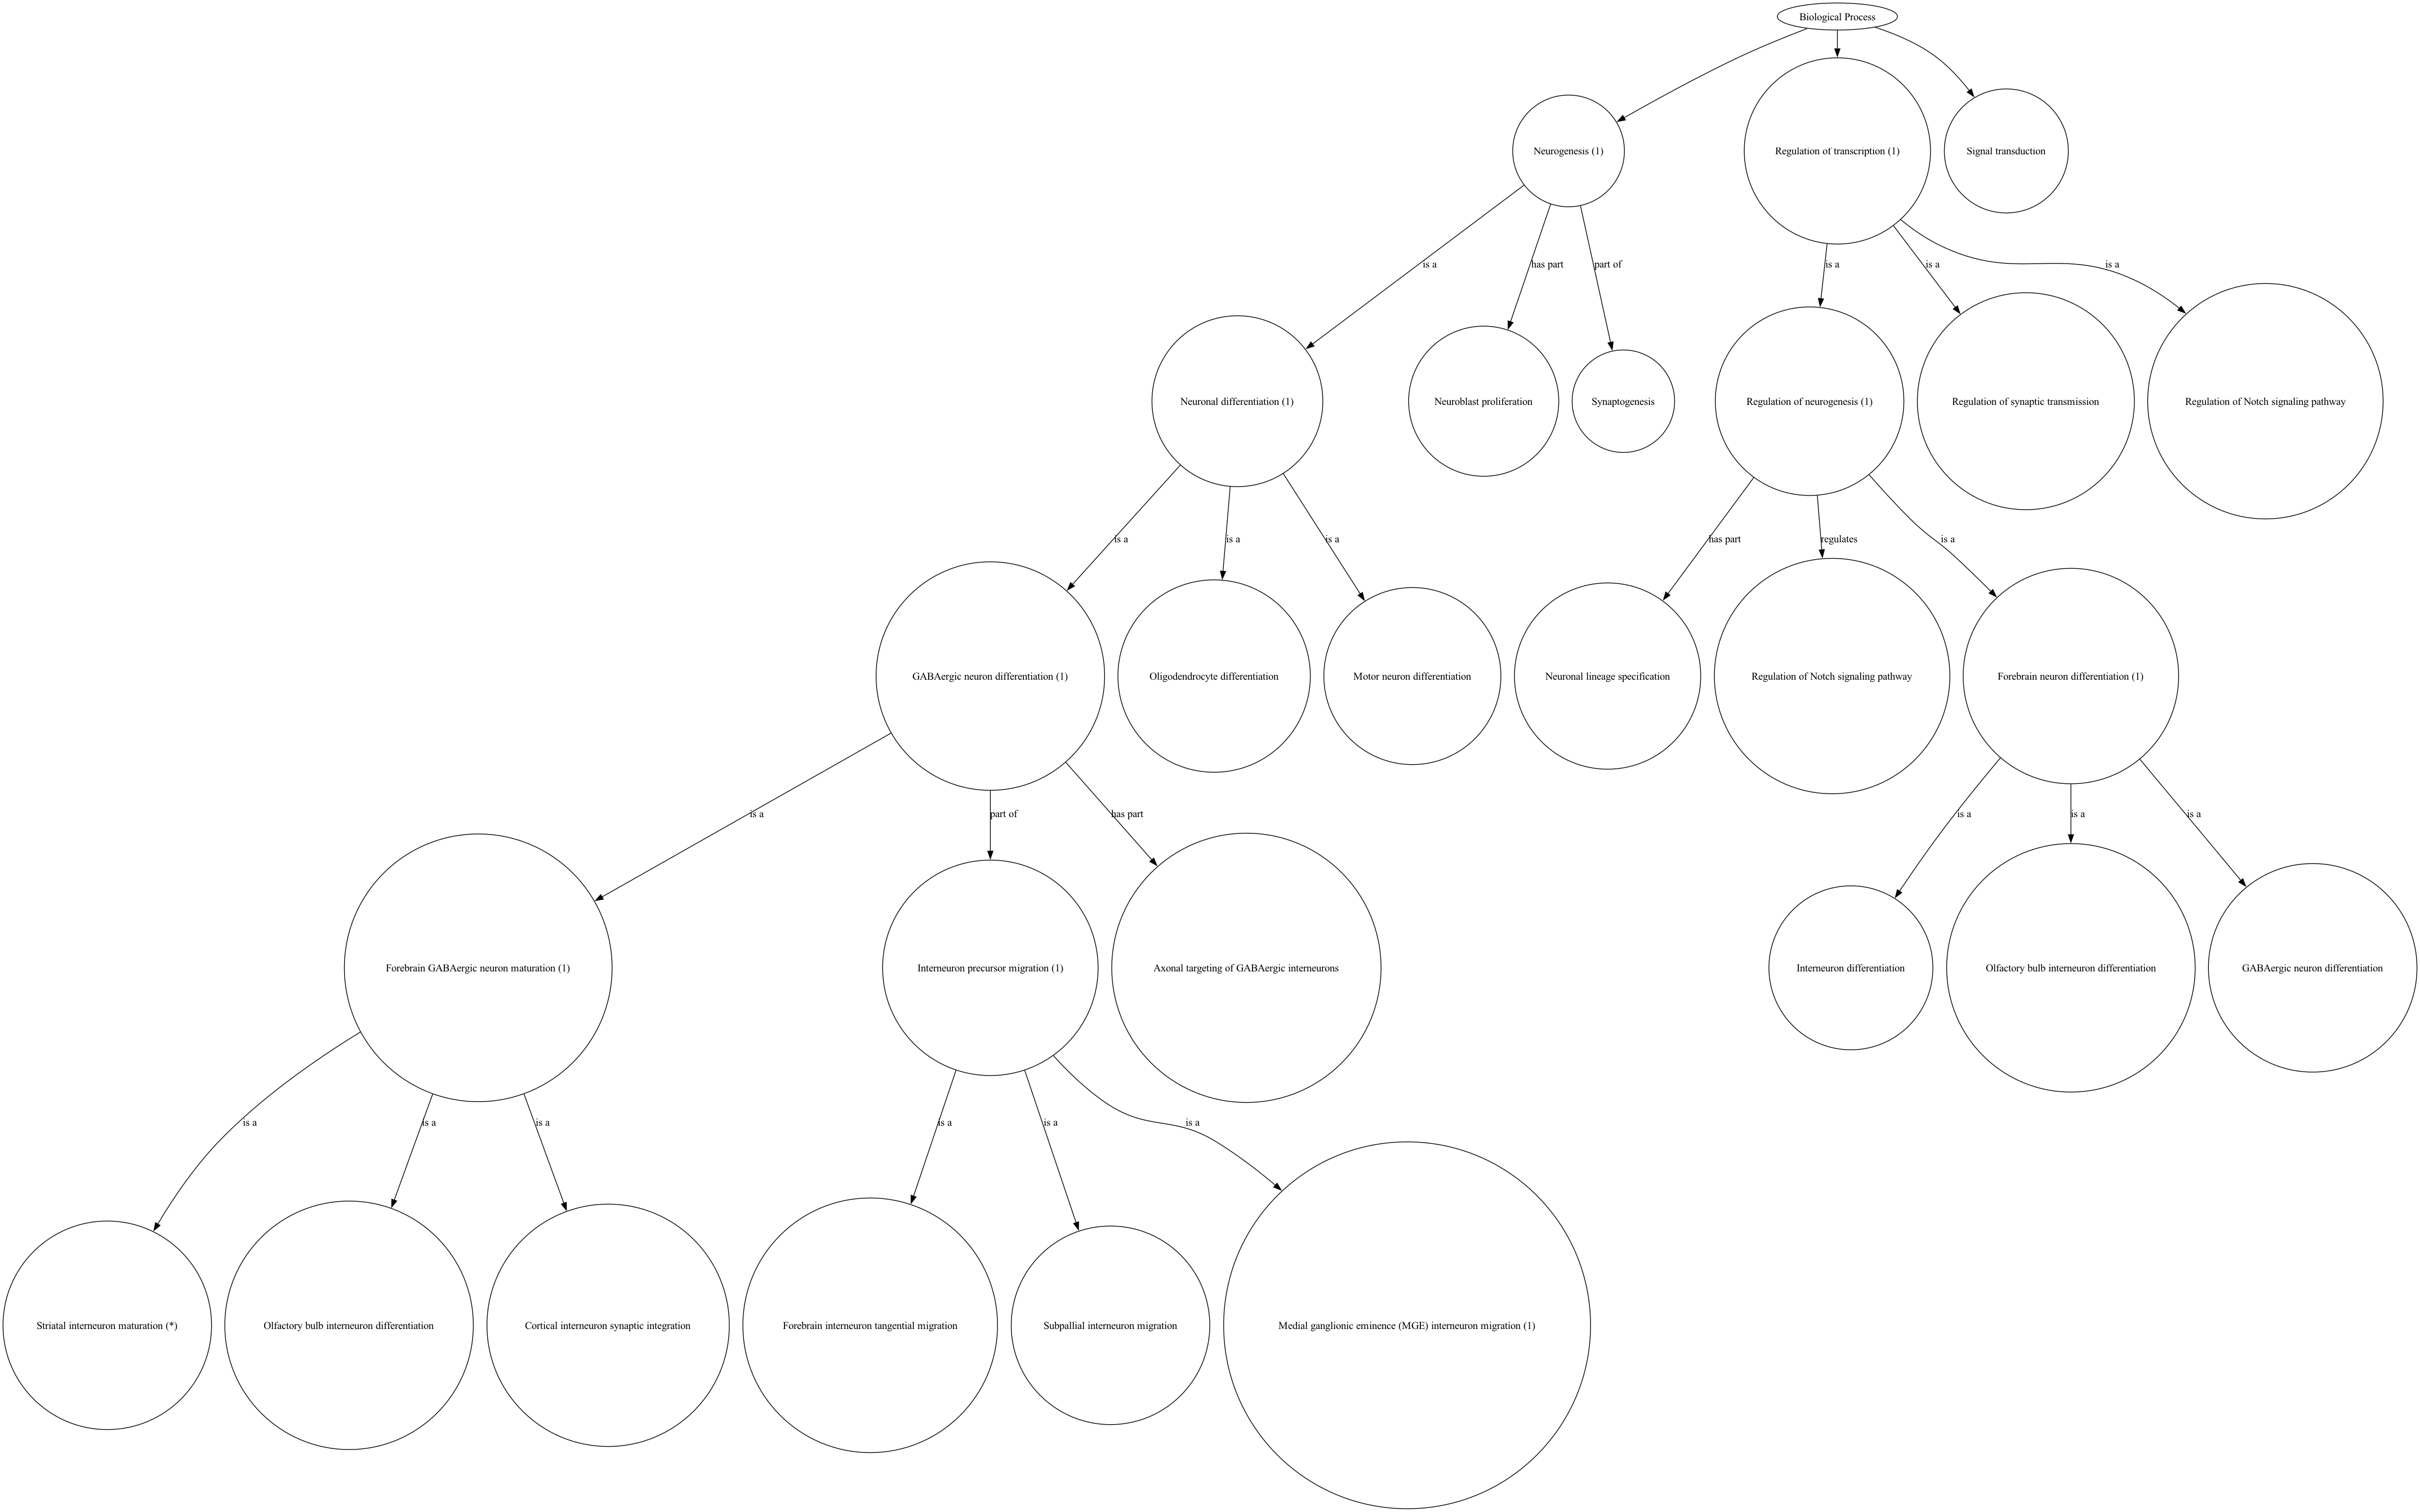 Biological Process
Neurogenesis (1)
Regulation of transcription (1)
Signal transduction
is a
has part
part of
is a
is a
is a
Neuronal differentiation (1)
Neuroblast proliferation
Synaptogenesis
Regulation of neurogenesis (1)
Regulation of synaptic transmission
Regulation of Notch signaling pathway
is a
is a
is a
has part
regulates
is a
GABAergic neuron differentiation (1)
Oligodendrocyte differentiation
Motor neuron differentiation
Neuronal lineage specification
Regulation of Notch signaling pathway
Forebrain neuron differentiation (1)
is a
part of
has part
is a
is a
is a
Forebrain GABAergic neuron maturation (1)
Interneuron precursor migration (1)
Axonal targeting of GABAergic interneurons
Interneuron differentiation
Olfactory bulb interneuron differentiation
GABAergic neuron differentiation
is a
is a
is a
is a
is a
is a
Striatal interneuron maturation (*)
Olfactory bulb interneuron differentiation
Cortical interneuron synaptic integration
Forebrain interneuron tangential migration
Subpallial interneuron migration
Medial ganglionic eminence (MGE) interneuron migration (1)